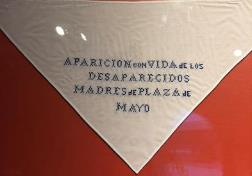 APARICION CON VIDA DE LOS
DESAPARECIDOS
MADRES DE PLAZA DE
MAYO